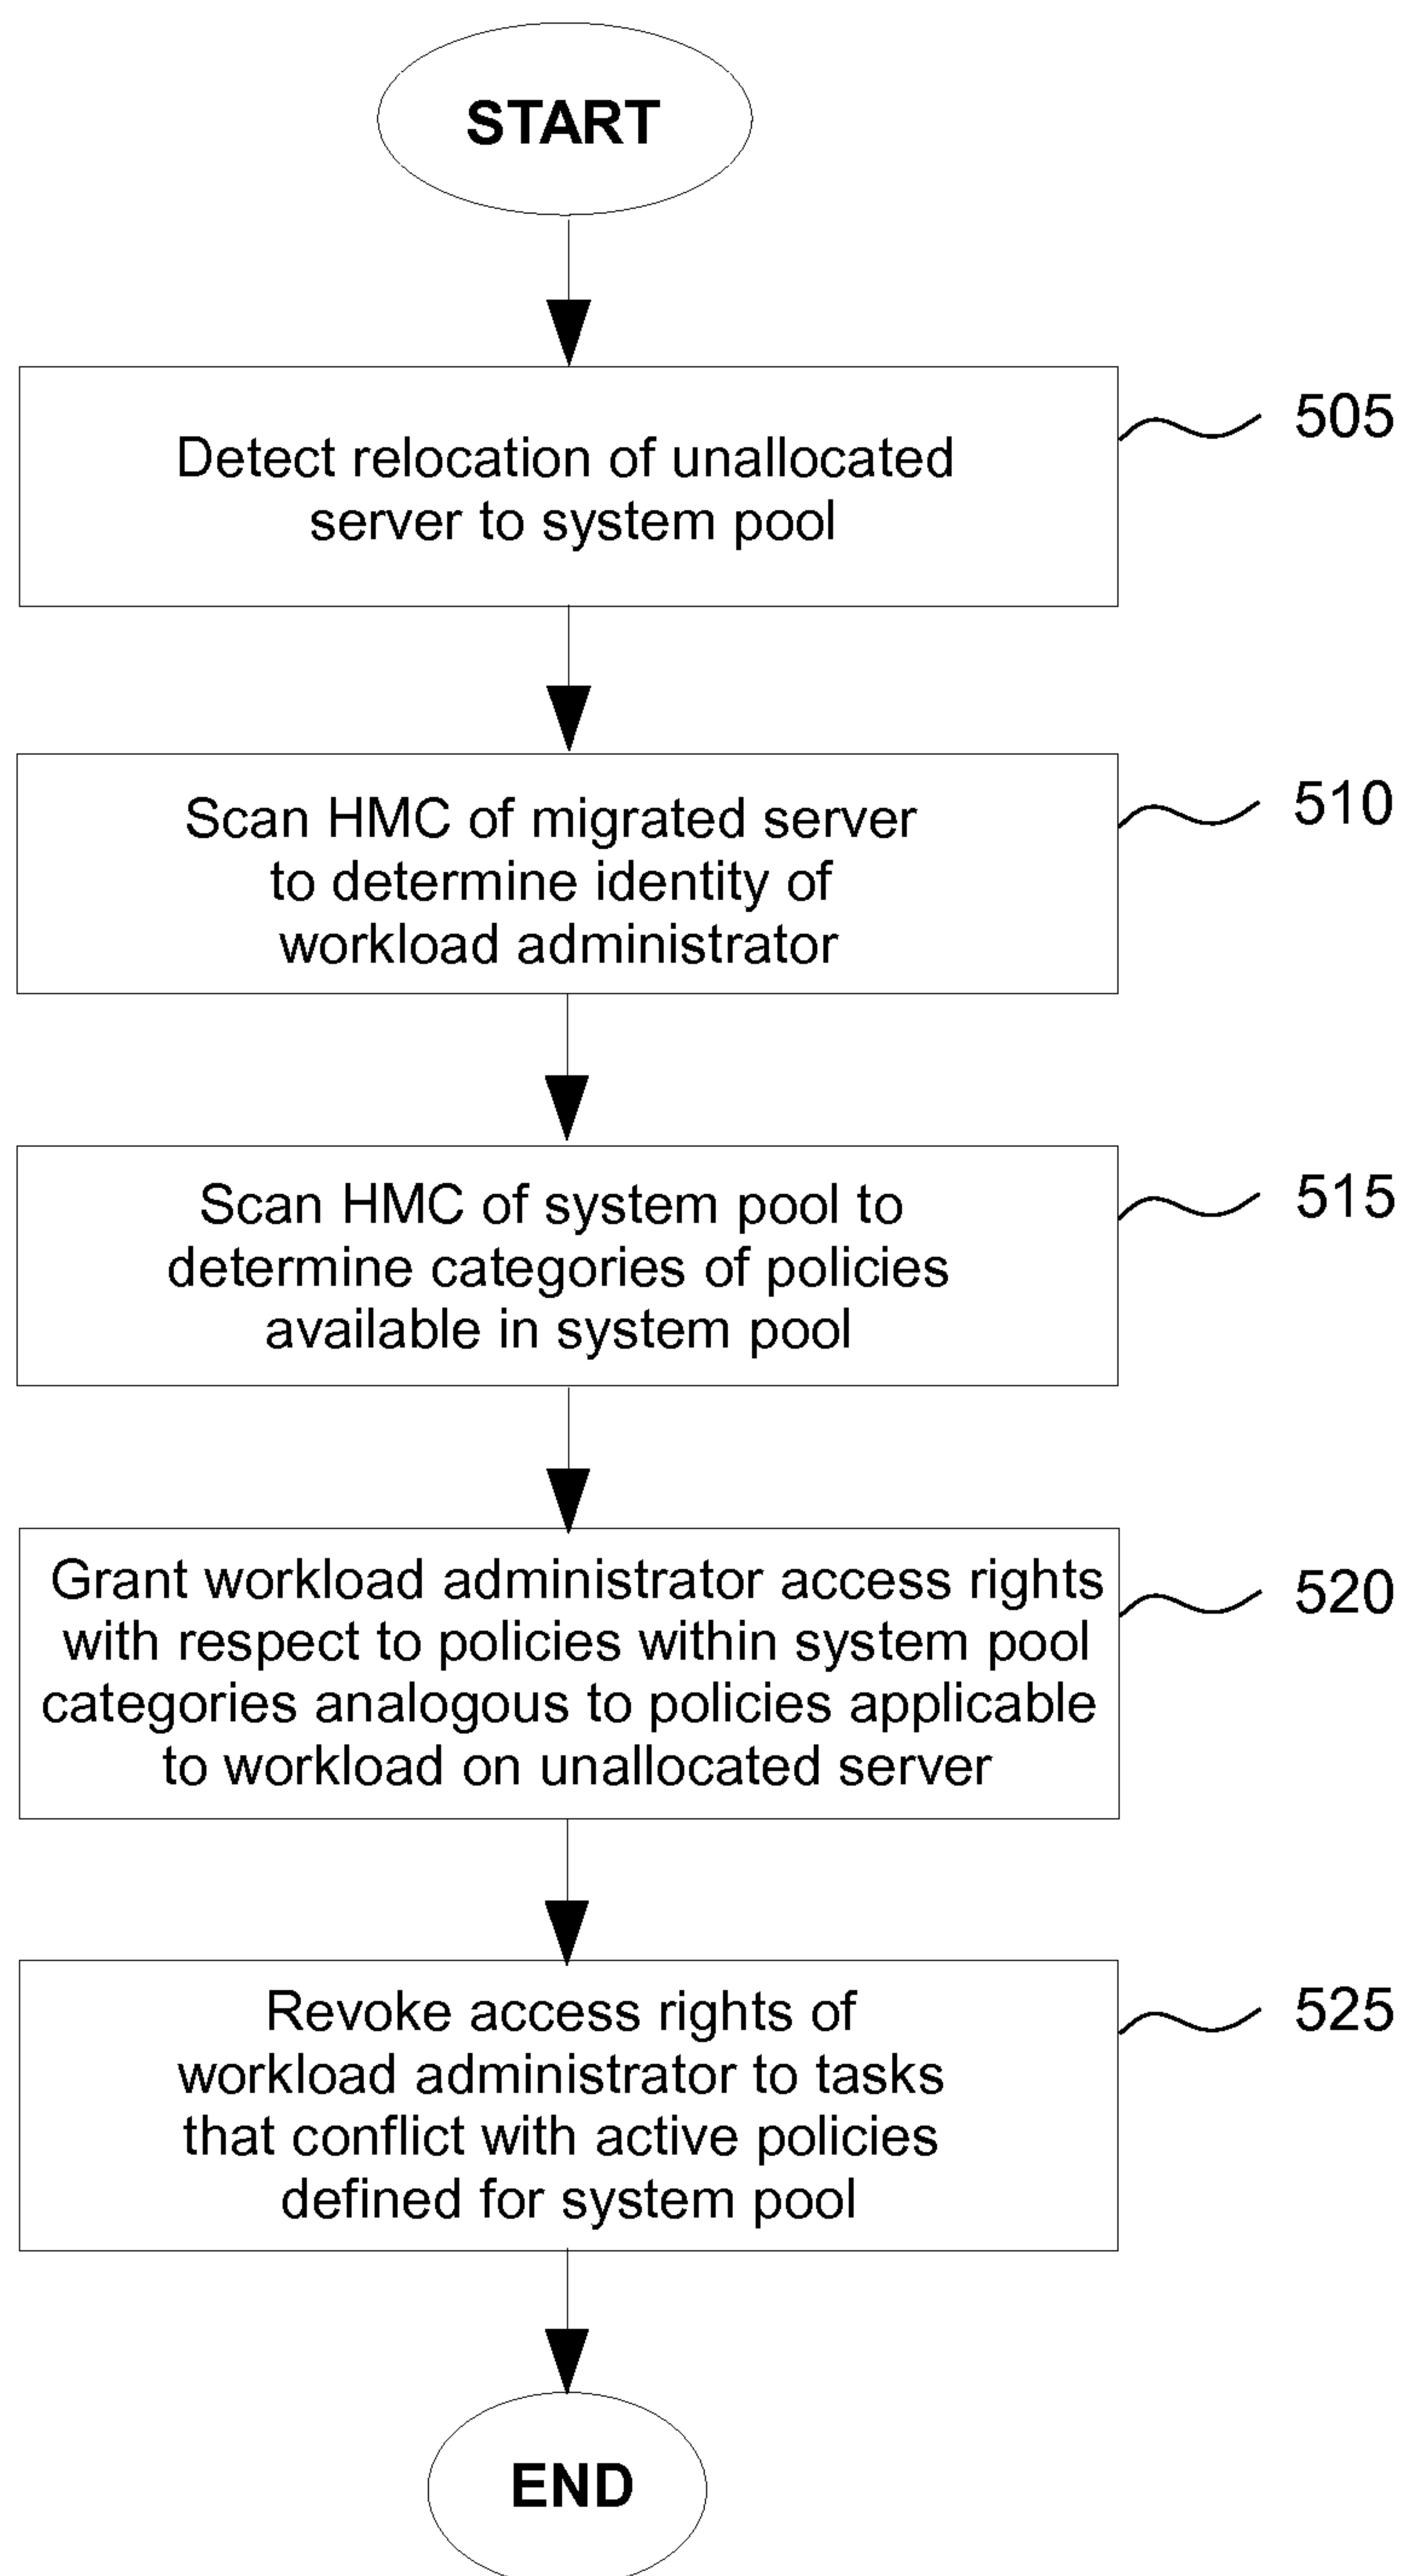 START
Detect relocation of unallocated
server to system pool
505
Scan HMC of migrated server
to determine identity of
workload administrator
510
Scan HMC of system pool to
determine categories of policies
available in system pool
515
Grant workload administrator access rights
with respect to policies within system pool
categories analogous to policies applicable
to workload on unallocated server
520
Revoke access rights of
workload administrator to tasks
that conflict with active policies
defined for system pool
525
END